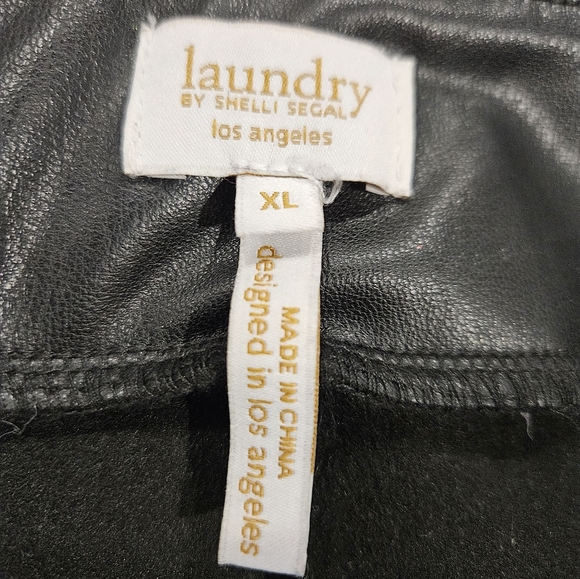 laundry
BY SHELLI SEGAL
los angeles
XL
MADE IN CHINA
designed in los angeles